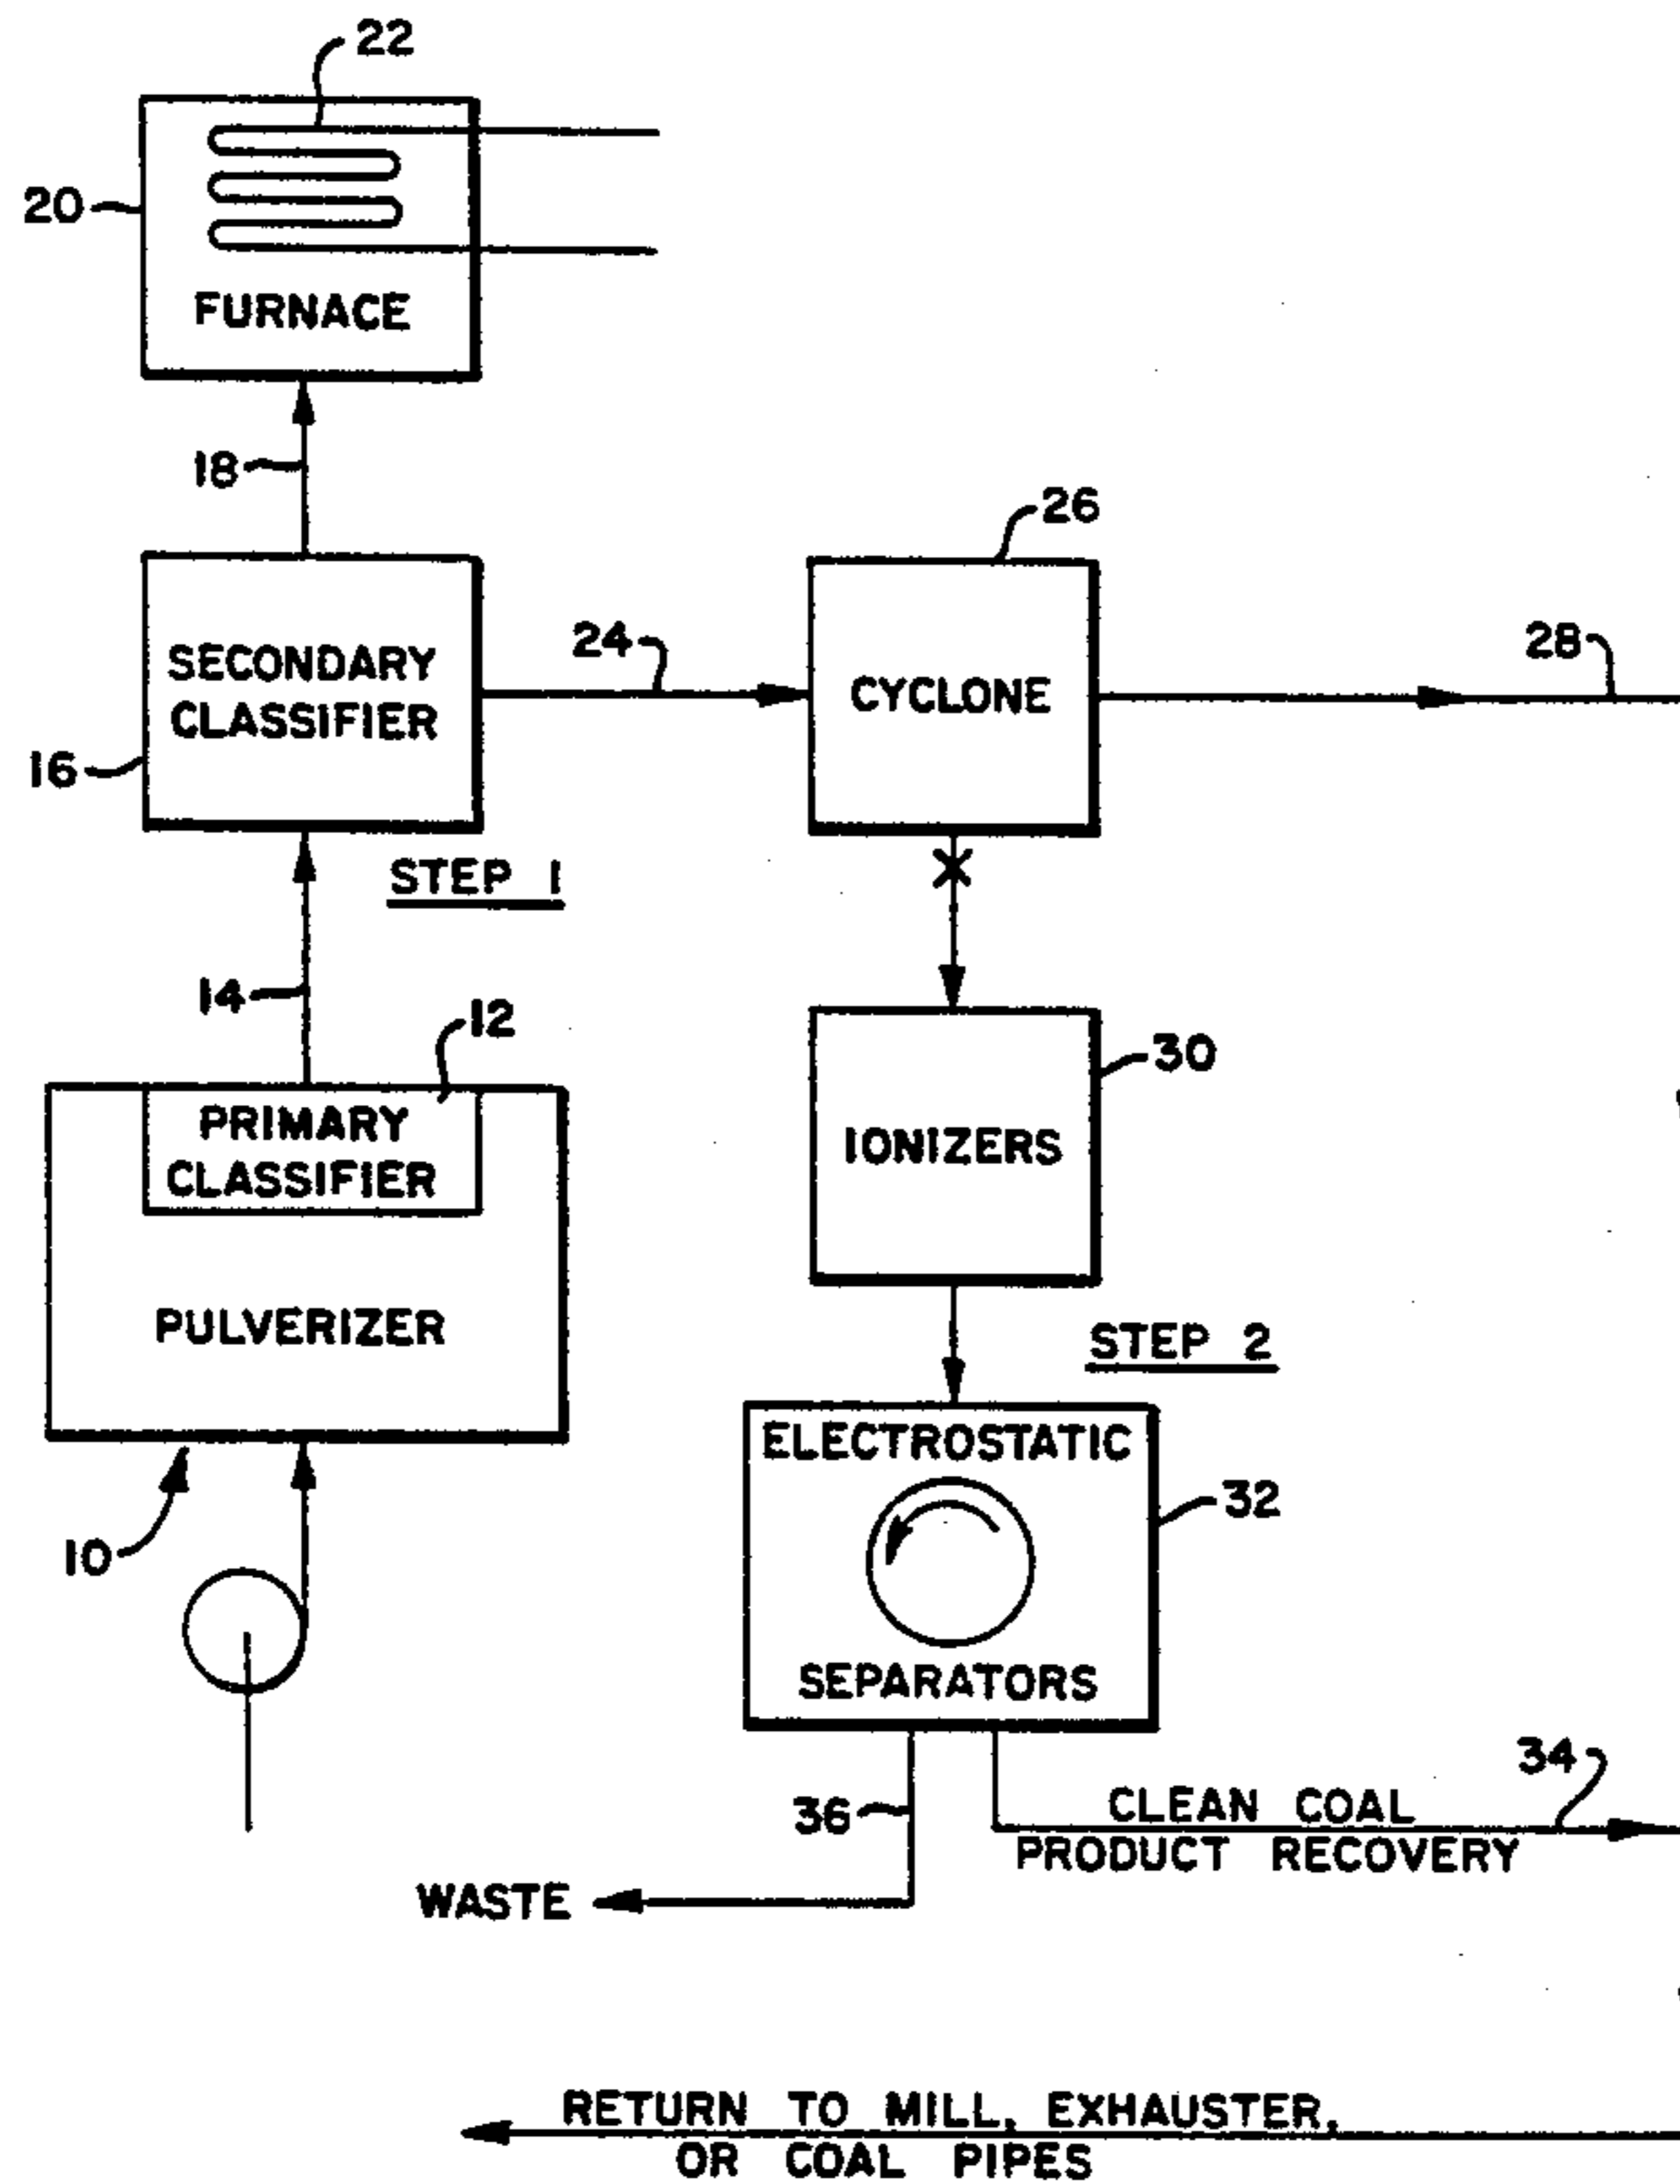 22
20
FURNACE
18
26
SECONDARY
CLASSIFIER
24
CYCLONE
28
16
STEP 1
14
12
30
PRIMARY
CLASSIFIER
IONIZERS
PULVERIZER
STEP 2
ELECTROSTATIC
32
10
SEPARATORS
34
36
CLEAN COAL
PRODUCT RECOVERY
WASTE
RETURN TO MILL, EXHAUSTER,
OR COAL PIPES